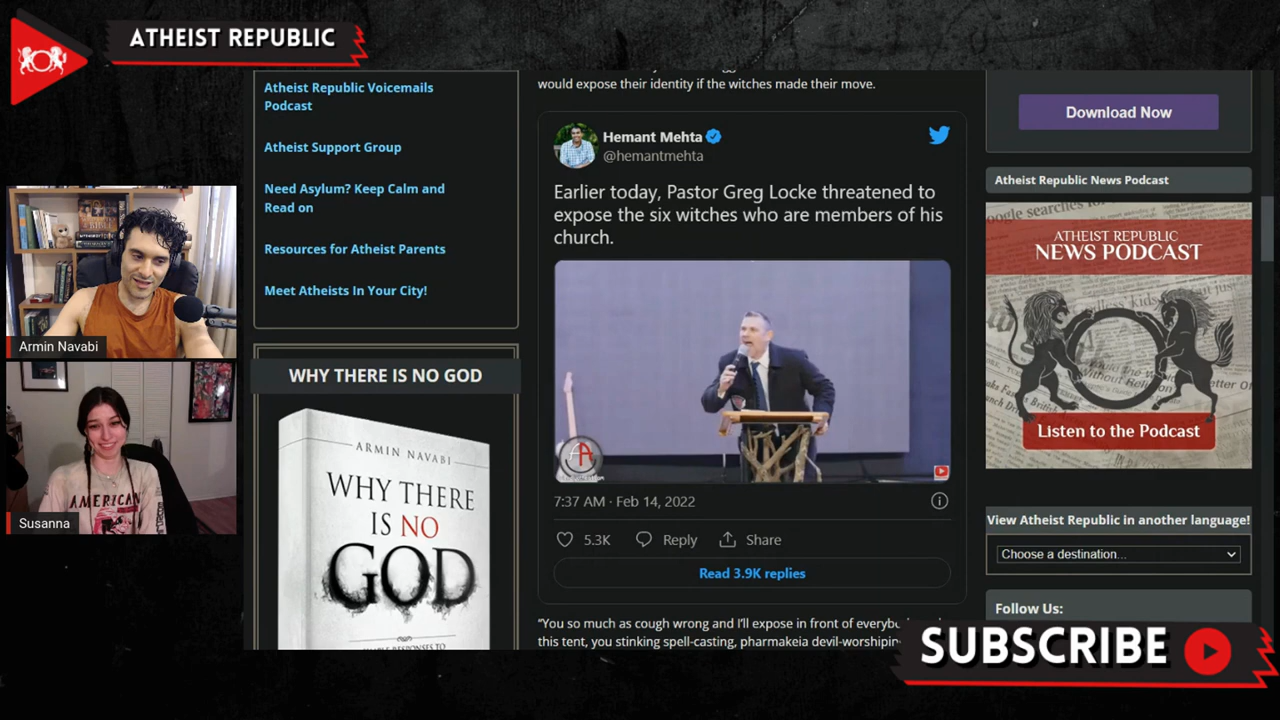 ATHEIST REPUBLIC
Armin Navabi
AMERICAN
Susanna
Atheist Republic Voicemails
Podcast
Atheist Support Group
Need Asylum? Keep Calm and
Read on
Resources for Atheist Parents
Meet Atheists In Your City!
WHY THERE IS NO GOD
ARMIN NAVABI
WHY THERE
IS NO
GOD
would expose their identity if the witches made their move.
Hemant Mehta
@hemantmehta
Earlier today, Pastor Greg Locke threatened to
expose the six witches who are members of his
church.
7:37 AM · Feb 14, 2022
5.3K Reply Share
Read 3.9K replies
“You so much as cough wrong and I’ll expose in front of everybo
this tent, you stinking spell-casting, pharmakeia devil-worshipin
Download Now
Atheist Republic News Podcast
ATHEIST REPUBLIC
NEWS PODCAST
Listen to the Podcast
View Atheist Republic in another language!
Choose a destination...
Follow Us:
SUBSCRIBE